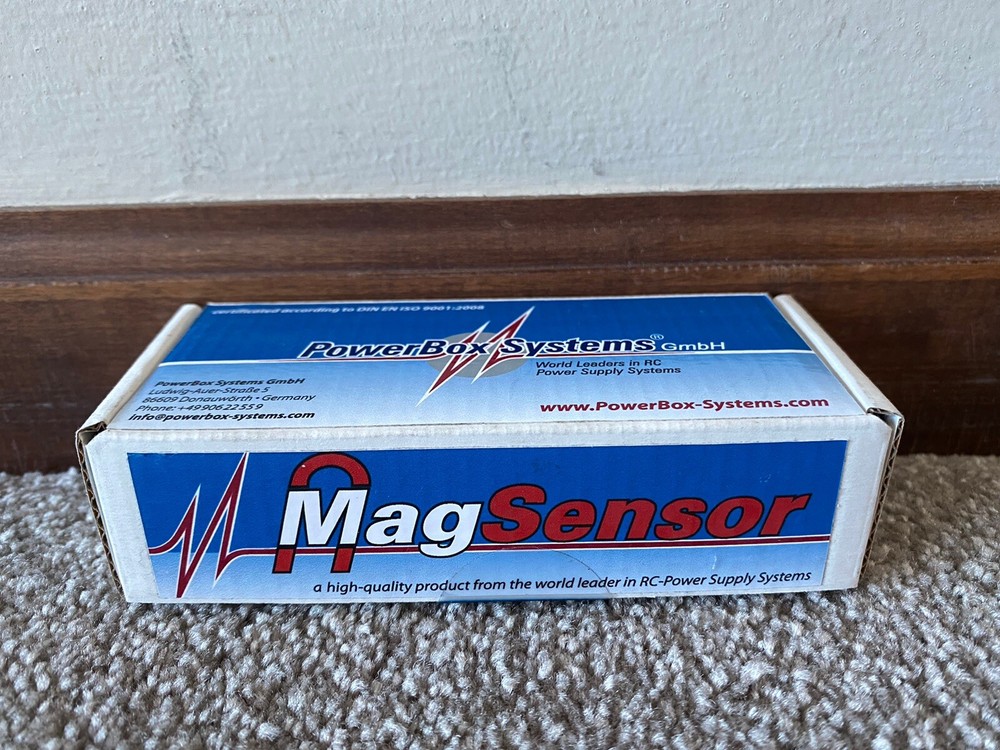 certificated according to DIN EN ISO 9001:2008
PowerBox Systems® GmbH
World Leaders in RC
Power Supply Systems
PowerBox Systems GmbH
Ludwig-Auer-Straße 5
86609 Donauwörth • Germany
Phone: +4990622559
info@powerbox-systems.com
www.PowerBox-Systems.com
MagSensor
a high-quality product from the world leader in RC-Power Supply Systems